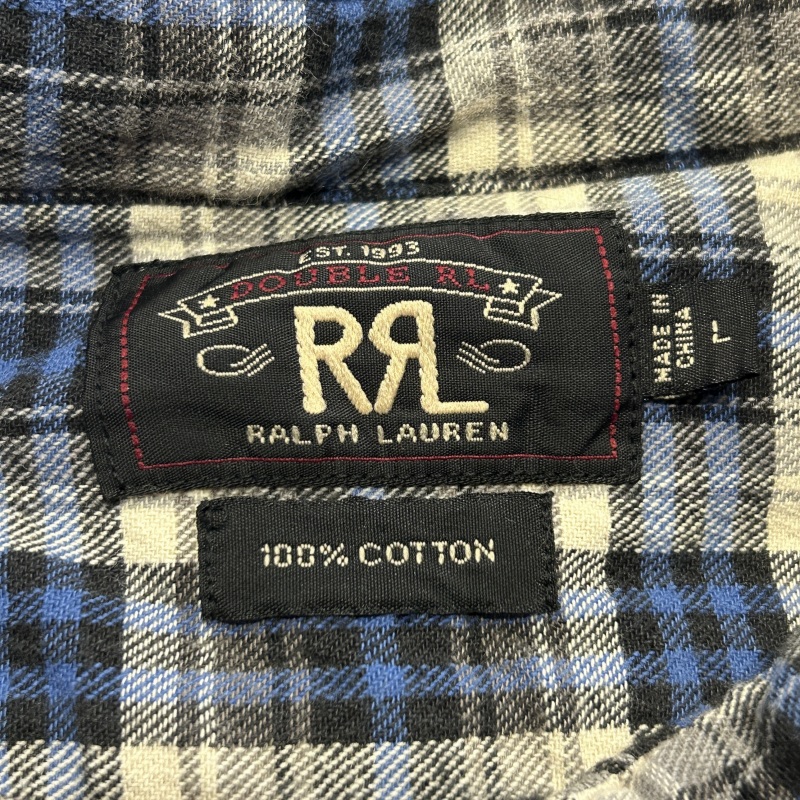 EST. 1993
DOUBLE RL
RRL
RALPH LAUREN
MADE IN
CHINA
L
100% COTTON